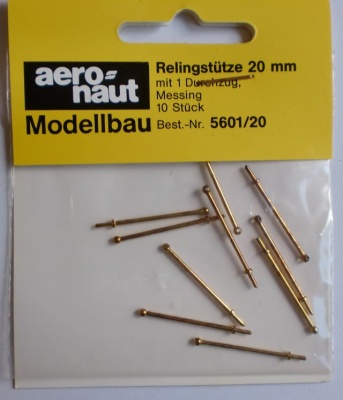 aero-
naut
Modellbau
Relingstütze 20 mm
mit 1 Durchzug,
Messing
10 Stück
Best.-Nr. 5601/20